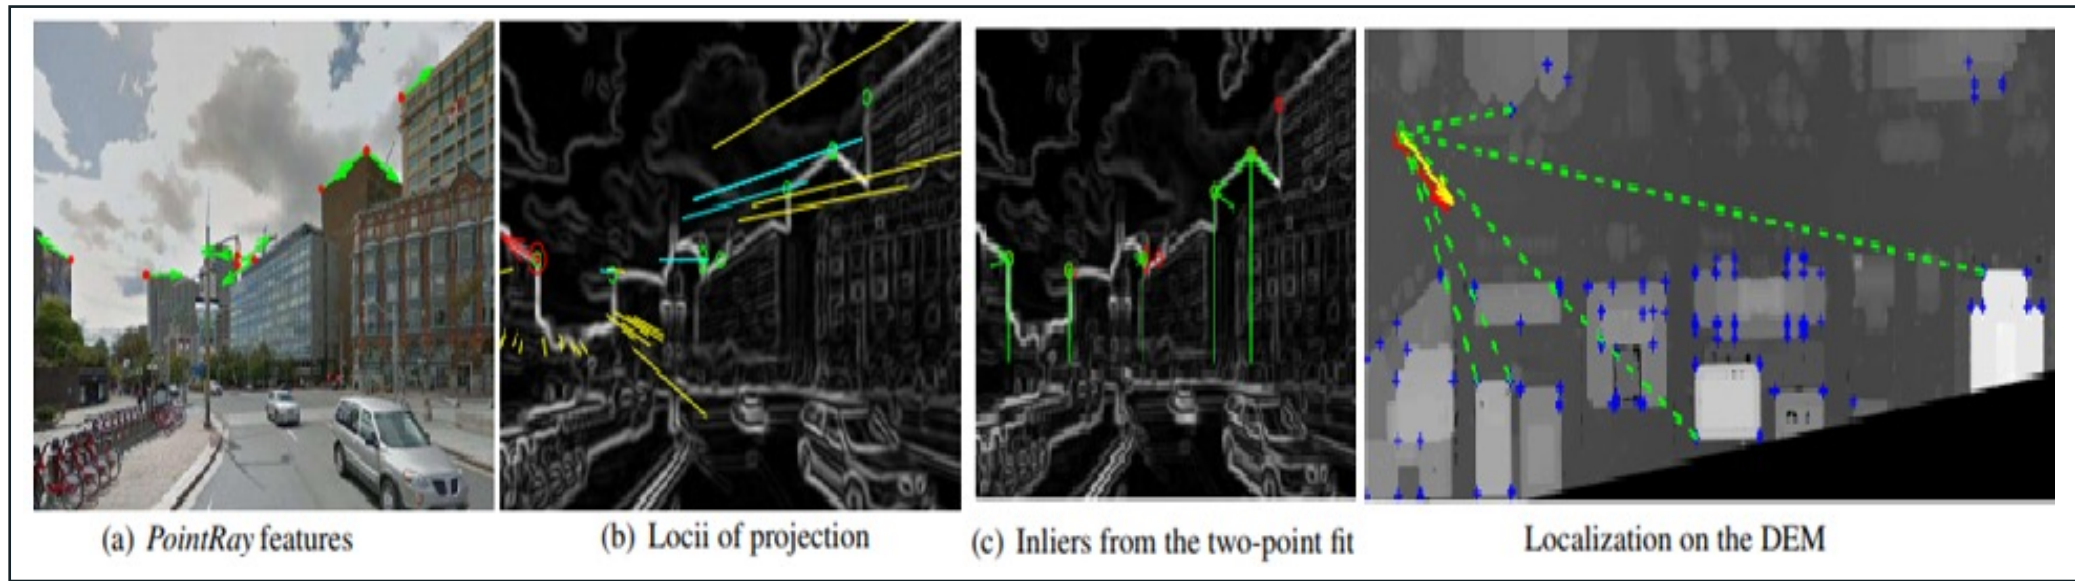 (a) PointRay features
(b) Locii of projection
(c) Inliers from the two-point fit
Localization on the DEM